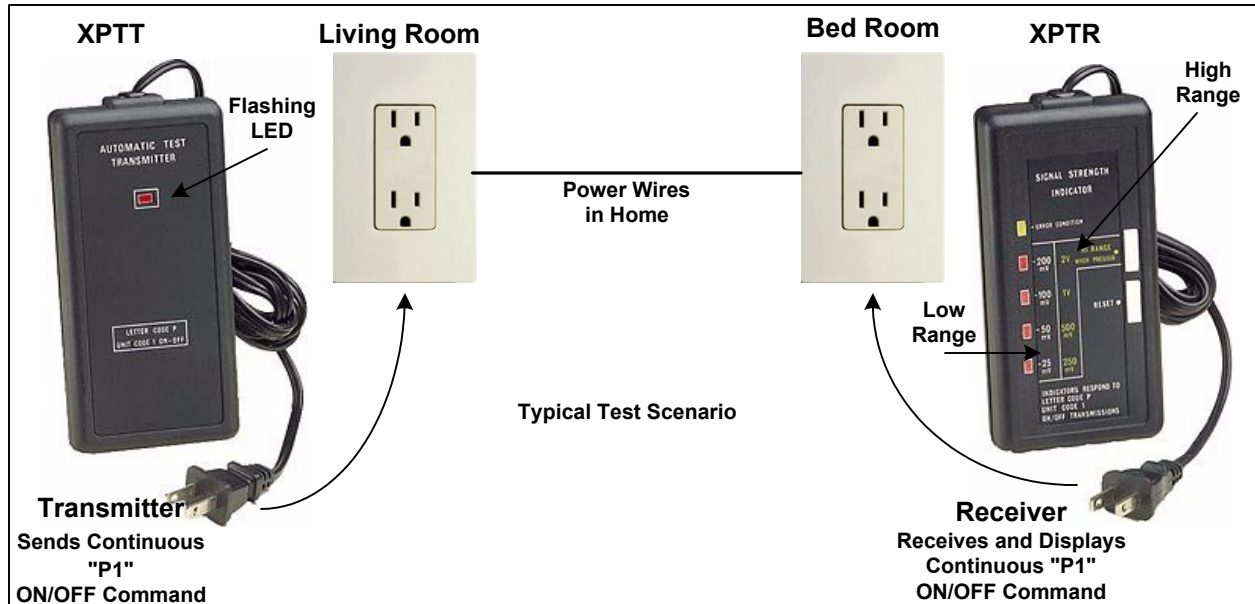 XPTT
Living Room
Bed Room
XPTR
Flashing
LED
High
Range
AUTOMATIC TEST
TRANSMITTER
LETTER CODE P
UNIT CODE 1 ON-OFF
Power Wires
in Home
SIGNAL STRENGTH
INDICATOR
- ERROR CONDITION
RANGE
WHEN PRESSED
-200 mV 2V
-100 mV 1V
RESET
-50 mV 500 mV
-25 mV 250 mV
INDICATORS RESPOND TO
LETTER CODE P
UNIT CODE 1
ON/OFF TRANSMISSIONS
Low
Range
Typical Test Scenario
Transmitter
Sends Continuous
"P1"
ON/OFF Command
Receiver
Receives and Displays
Continuous "P1"
ON/OFF Command